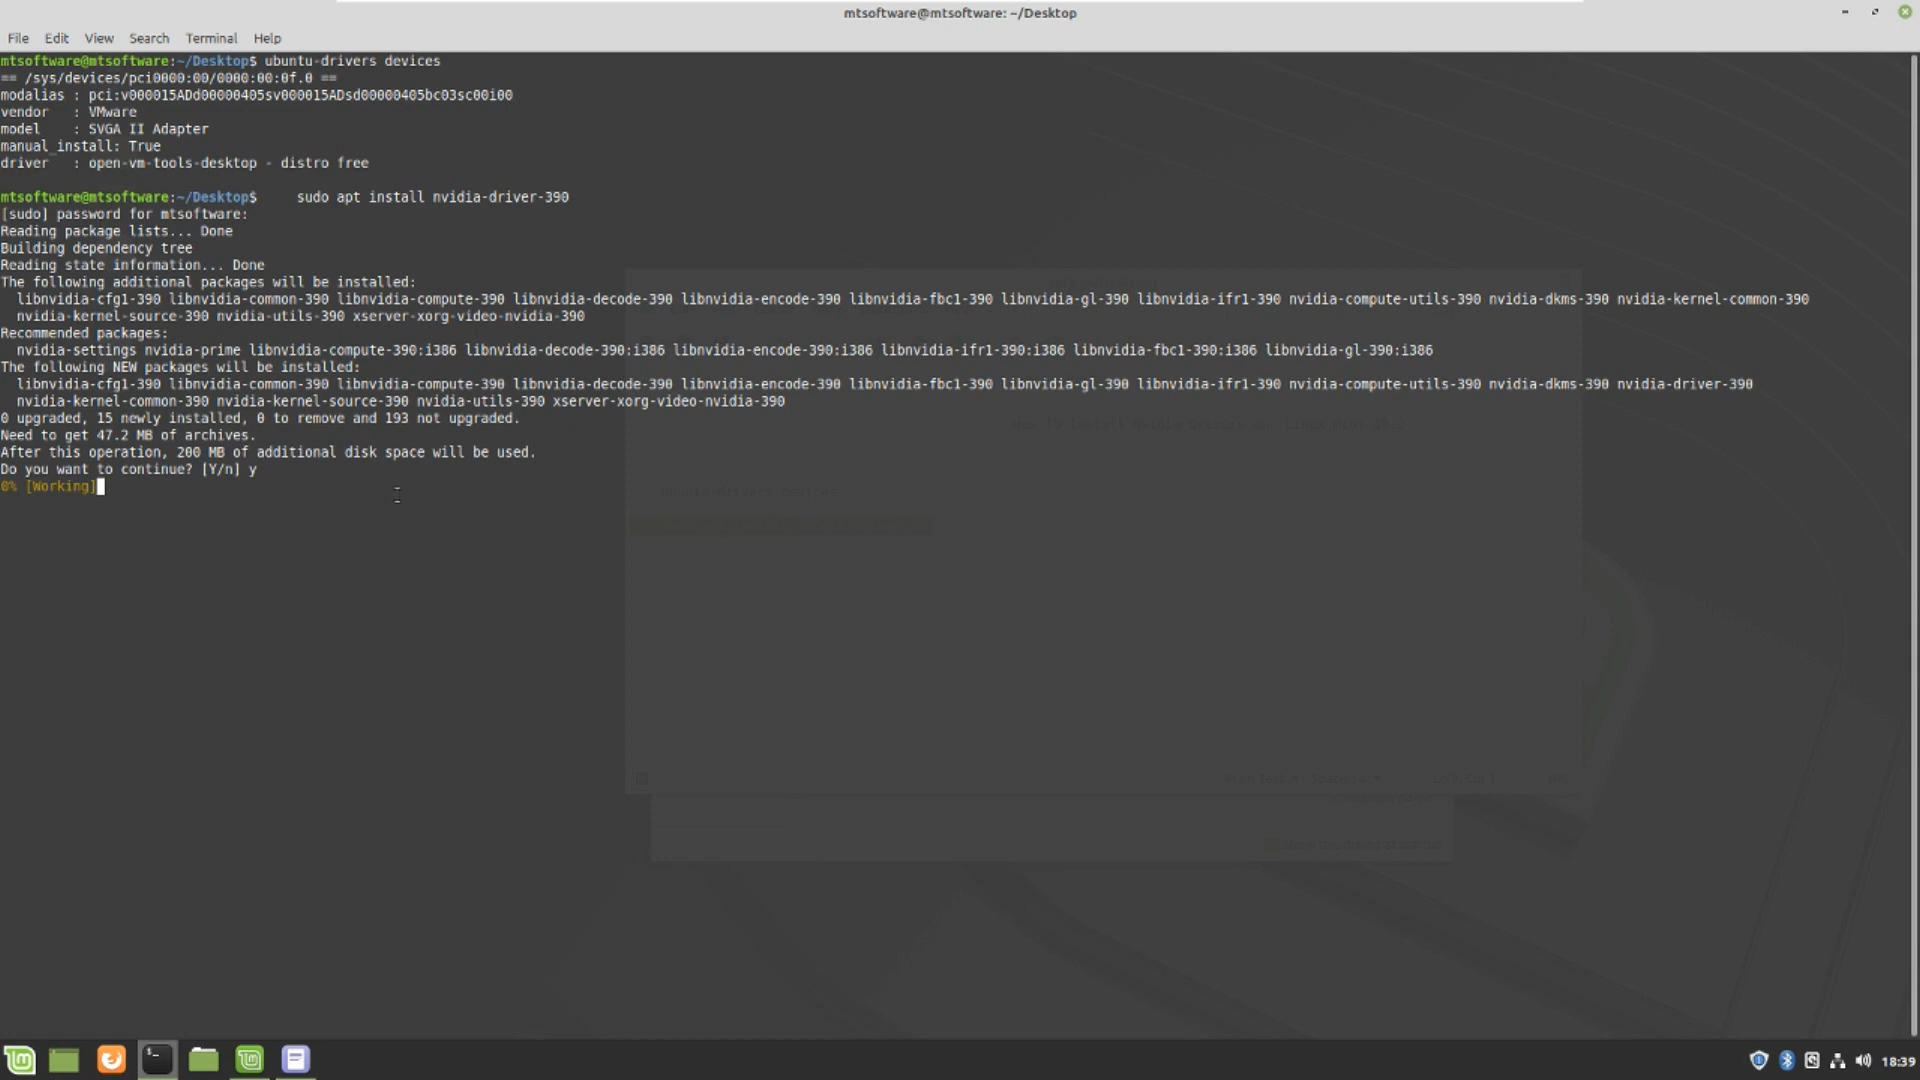 mtsoftware@mtsoftware: ~/Desktop
File Edit View Search Terminal Help
mtsoftware@mtsoftware:~/Desktop$ ubuntu-drivers devices
== /sys/devices/pci0000:00/0000:00:0f.0 ==
modalias : pci:v000015ADd00000405sv000015ADsd00000405bc03sc00i00
vendor   : VMware
model    : SVGA II Adapter
manual_install: True
driver   : open-vm-tools-desktop - distro free
mtsoftware@mtsoftware:~/Desktop$     sudo apt install nvidia-driver-390
[sudo] password for mtsoftware:
Reading package lists... Done
Building dependency tree
Reading state information... Done
The following additional packages will be installed:
  libnvidia-cfg1-390 libnvidia-common-390 libnvidia-compute-390 libnvidia-decode-390 libnvidia-encode-390 libnvidia-fbc1-390 libnvidia-gl-390 libnvidia-ifr1-390 nvidia-compute-utils-390 nvidia-dkms-390 nvidia-kernel-common-390
  nvidia-kernel-source-390 nvidia-utils-390 xserver-xorg-video-nvidia-390
Recommended packages:
  nvidia-settings nvidia-prime libnvidia-compute-390:i386 libnvidia-decode-390:i386 libnvidia-encode-390:i386 libnvidia-ifr1-390:i386 libnvidia-fbc1-390:i386 libnvidia-gl-390:i386
The following NEW packages will be installed:
  libnvidia-cfg1-390 libnvidia-common-390 libnvidia-compute-390 libnvidia-decode-390 libnvidia-encode-390 libnvidia-fbc1-390 libnvidia-gl-390 libnvidia-ifr1-390 nvidia-compute-utils-390 nvidia-dkms-390 nvidia-driver-390
  nvidia-kernel-common-390 nvidia-kernel-source-390 nvidia-utils-390 xserver-xorg-video-nvidia-390
0 upgraded, 15 newly installed, 0 to remove and 193 not upgraded.
Need to get 47.2 MB of archives.
After this operation, 200 MB of additional disk space will be used.
Do you want to continue? [Y/n] y
0% [Working]
18:39